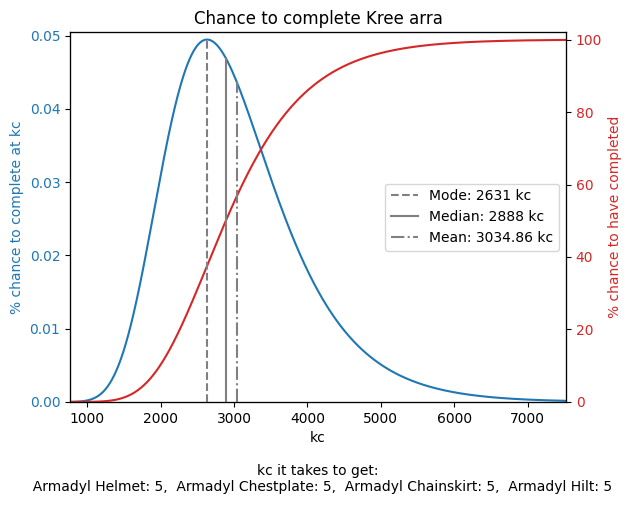 Chance to complete Kree arra
% chance to complete at kc
0.05
0.04
0.03
0.02
0.01
0.00
100
80
60
40
20
0
% chance to have completed
Mode: 2631 kc
Median: 2888 kc
Mean: 3034.86 kc
1000 2000 3000 4000 5000 6000 7000
kc
kc it takes to get:
Armadyl Helmet: 5, Armadyl Chestplate: 5, Armadyl Chainskirt: 5, Armadyl Hilt: 5